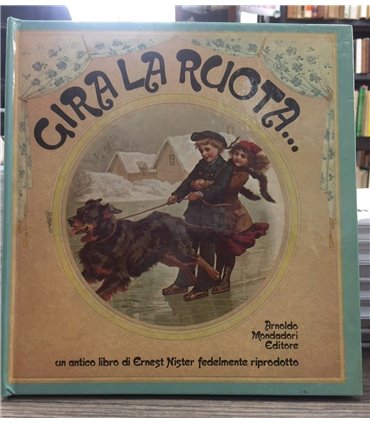 GIRA LA RUOTA...
Arnoldo
Mondadori
Editore
un antico libro di Ernest Nister fedelmente riprodotto